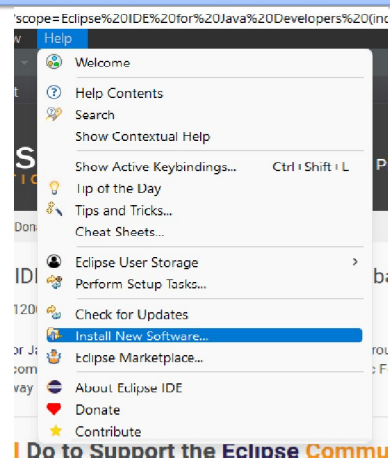 'scope=Eclipse%20IDE%20for%20Java%20Developers%20(inc
w Help
Welcome
Help Contents
Search
Show Contextual Help
Show Active Keybindings... Ctrl+Shift+L
Tip of the Day
Tips and Tricks...
Cheat Sheets...
Eclipse User Storage
Perform Setup Tasks...
Check for Updates
Install New Software...
Eclipse Marketplace...
About Eclipse IDE
Donate
Contribute
Do to Support the Eclipse Commu